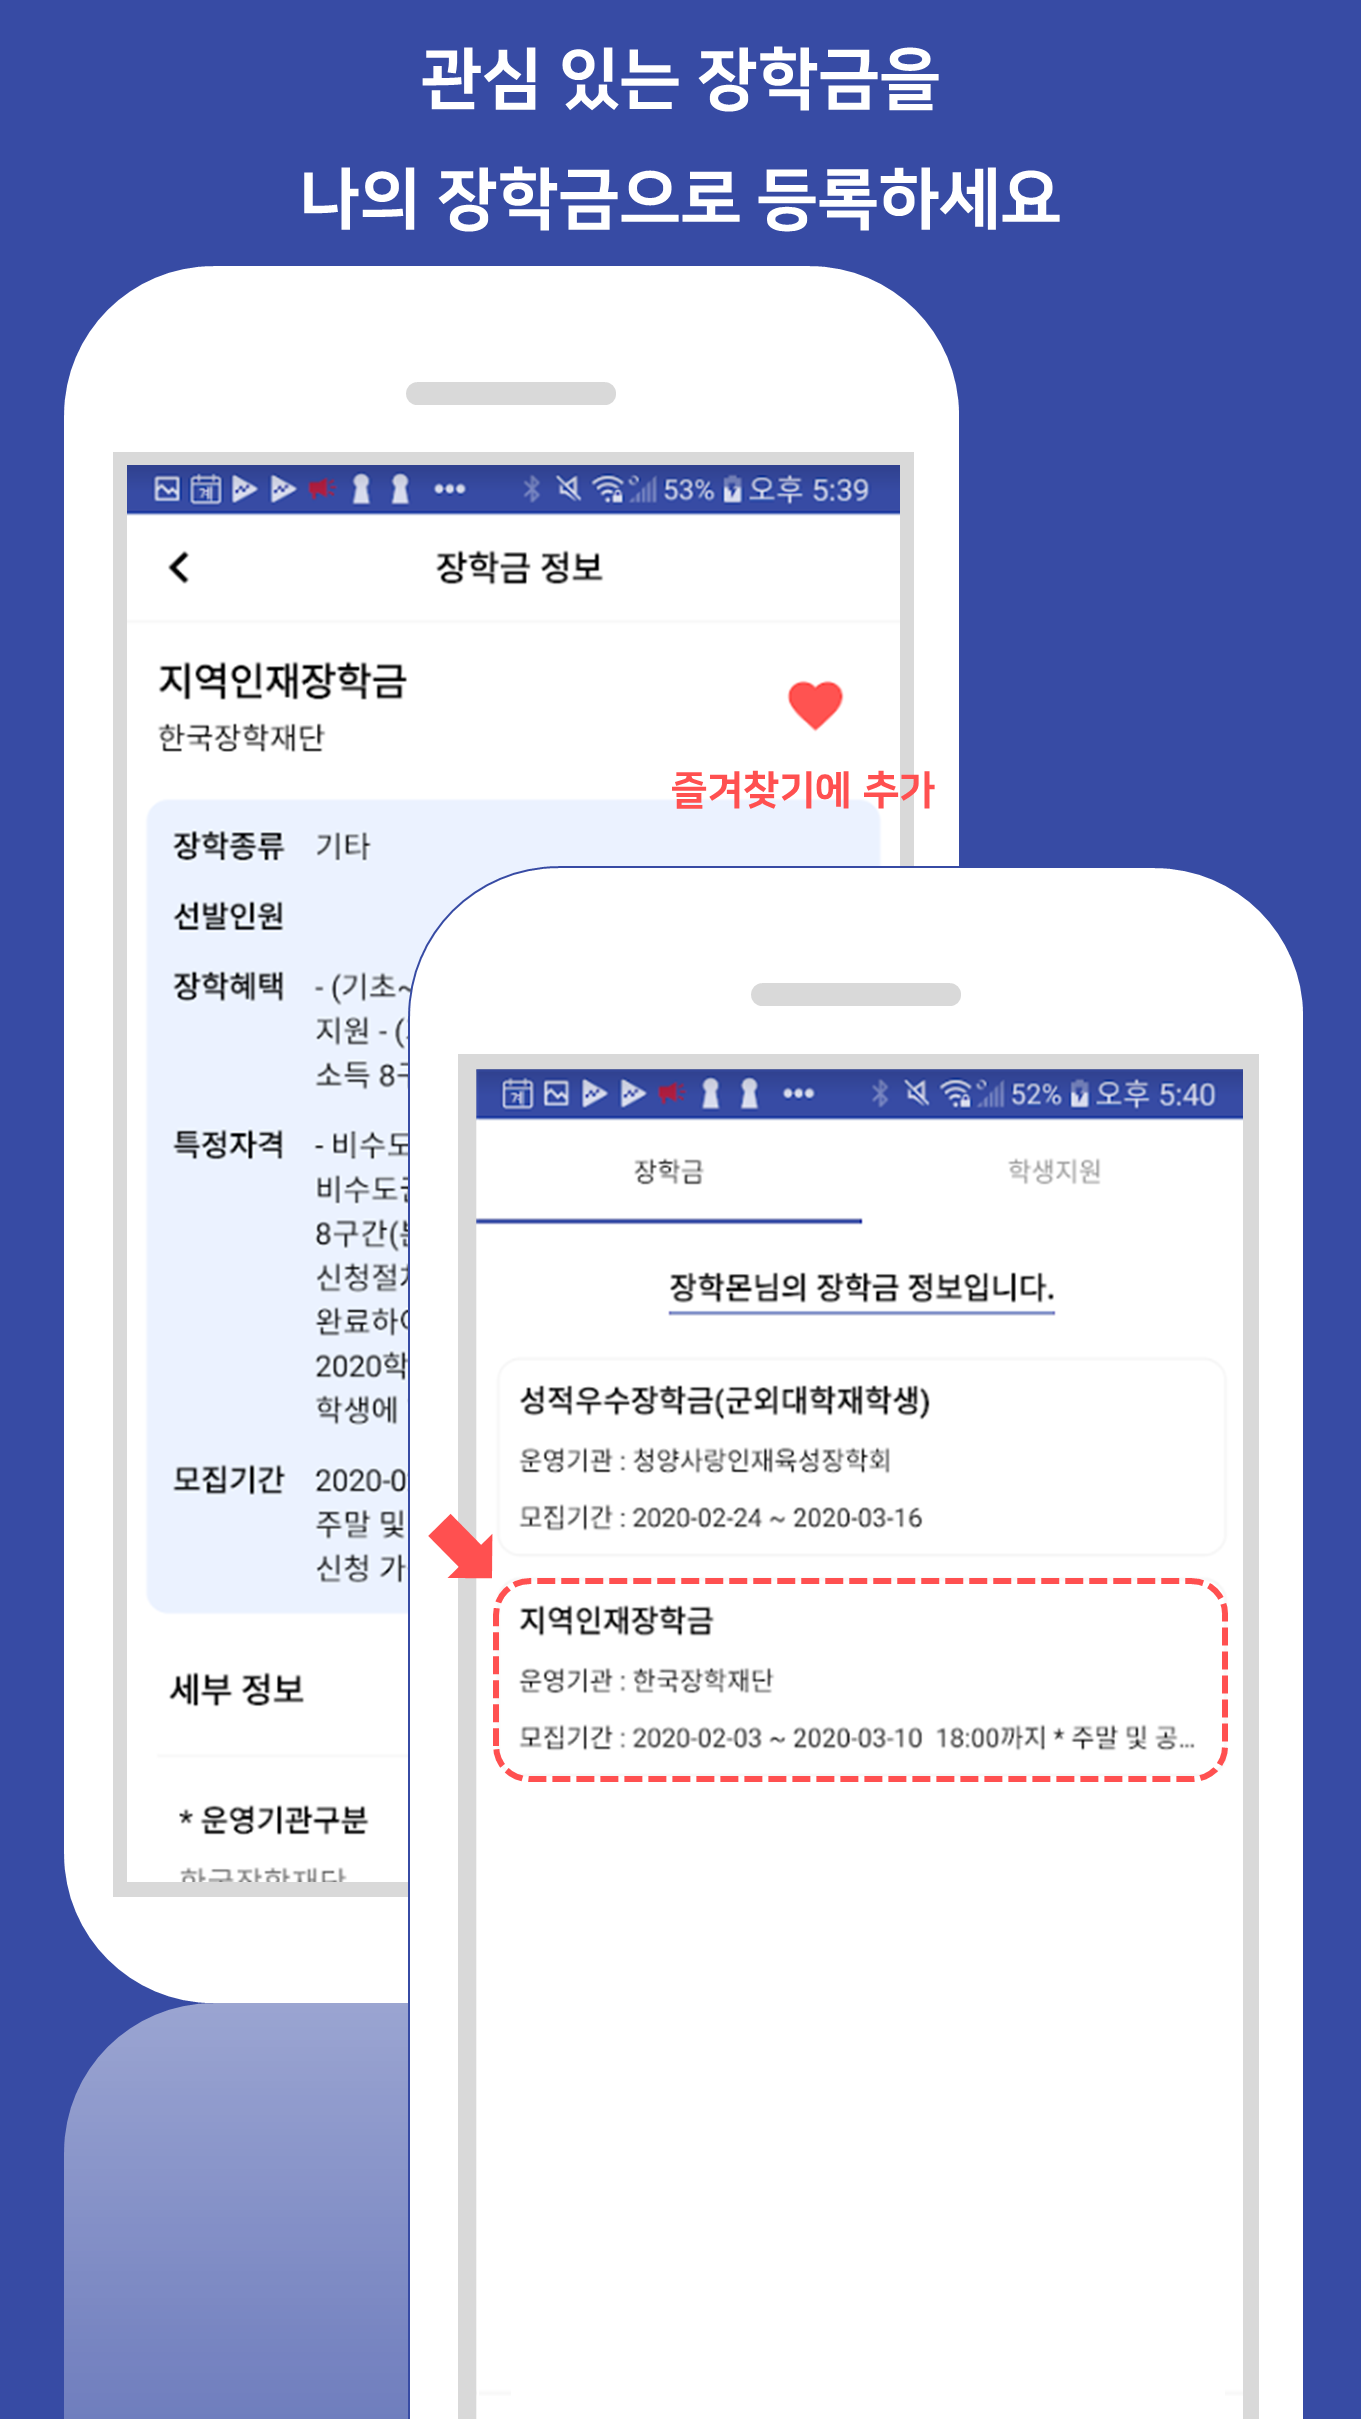 관심 있는 장학금을
나의 장학금으로 등록하세요
53% 오후 5:39
장학금 정보
지역인재장학금
한국장학재단
즐겨찾기에 추가
장학종류 기타
선발인원
장학혜택 - (기초~
지원 - (
소득 8구
특정자격 - 비수도
비수도권
8구간(
신청절차
완료하여
2020학
학생에
모집기간 2020-0
주말 및
신청 가
세부 정보
* 운영기관구분
한국장학재단
52% 오후 5:40
장학금 학생지원
장학몬님의 장학금 정보입니다.
성적우수장학금(군외대학재학생)
운영기관 : 청양사랑인재육성장학회
모집기간 : 2020-02-24 ~ 2020-03-16
지역인재장학금
운영기관 : 한국장학재단
모집기간 : 2020-02-03 ~ 2020-03-10 18:00까지 * 주말 및 공...